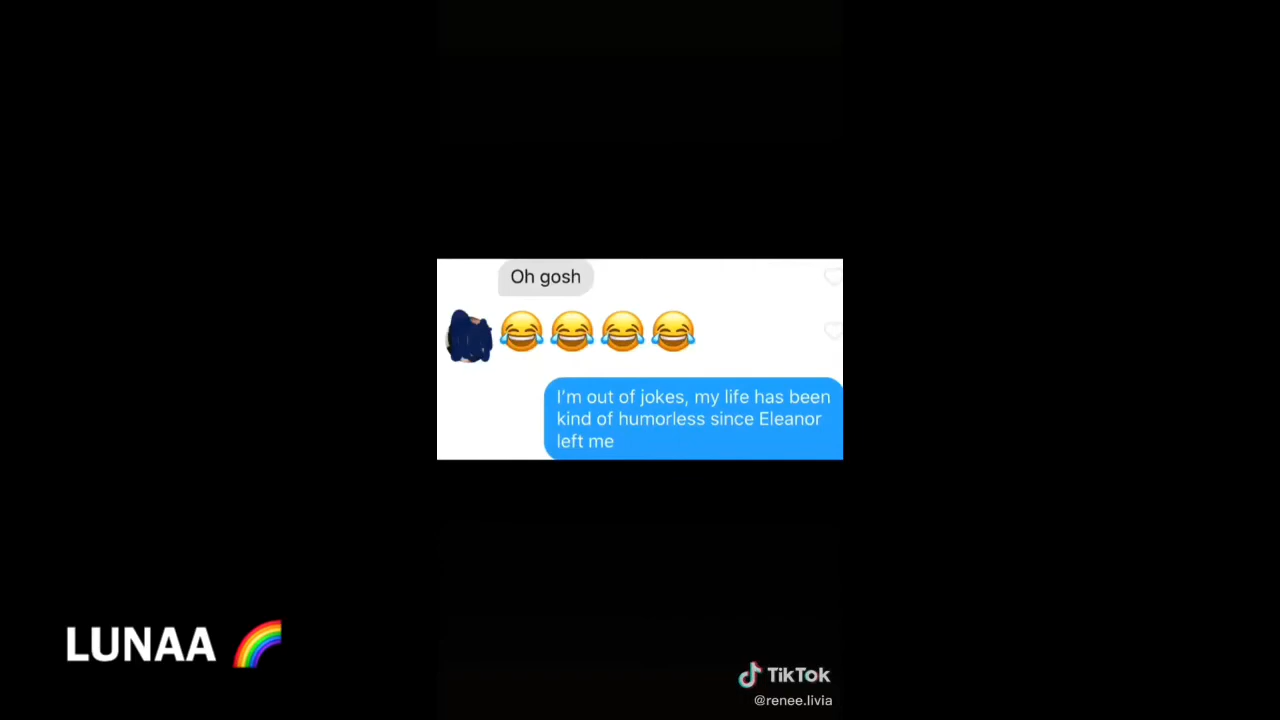 Oh gosh
😂😂😂😂
I'm out of jokes, my life has been
kind of humorless since Eleanor
left me
LUNAA 🌈
TikTok
@renee.livia